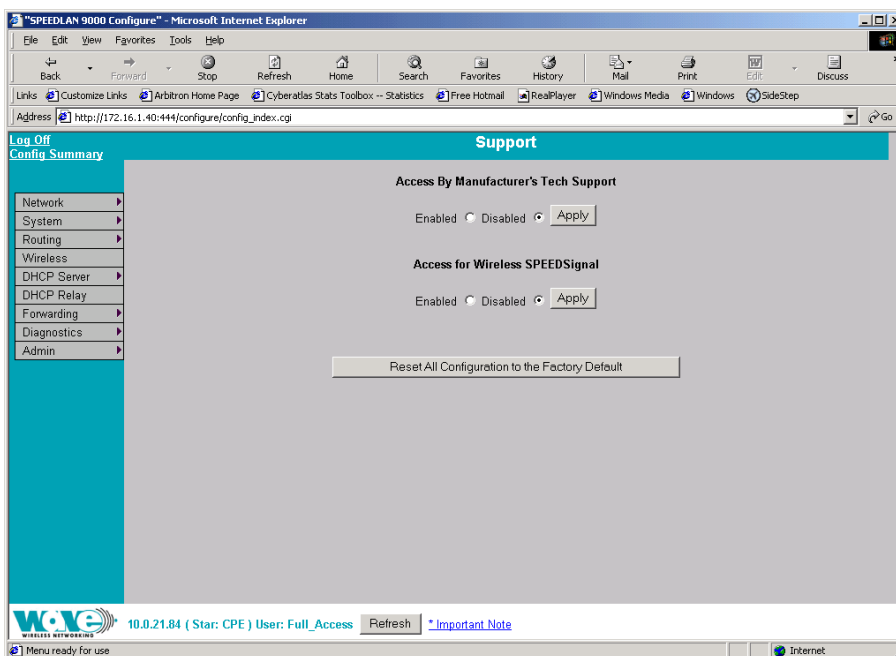 "SPEEDLAN 9000 Configure" - Microsoft Internet Explorer
File Edit View Favorites Tools Help
Back Forward Stop Refresh Home Search Favorites History Mail Print Edit Discuss
Links Customize Links Arbitron Home Page Cyberatlas Stats Toolbox -- Statistics Free Hotmail RealPlayer Windows Media Windows SideStep
Address http://172.16.1.40:444/configure/config_index.cgi Go
Log Off
Config Summary
Support
Network
System
Routing
Wireless
DHCP Server
DHCP Relay
Forwarding
Diagnostics
Admin
Access By Manufacturer's Tech Support
Enabled Disabled Apply
Access for Wireless SPEEDSignal
Enabled Disabled Apply
Reset All Configuration to the Factory Default
WAVE
WIRELESS NETWORKING
10.0.21.84 ( Star: CPE ) User: Full_Access Refresh * Important Note
Menu ready for use Internet